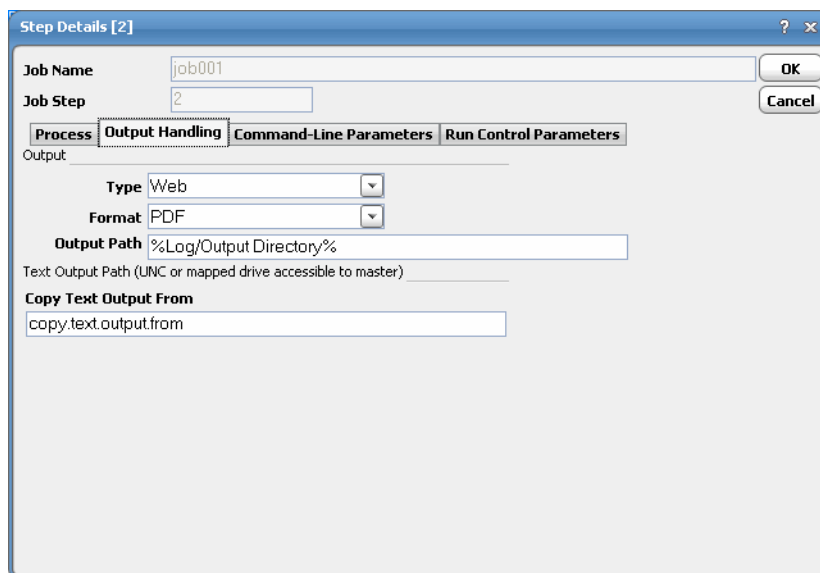 Step Details [2]
Job Name job001 OK
Job Step 2 Cancel
Process Output Handling Command-Line Parameters Run Control Parameters
Output
Type Web
Format PDF
Output Path %Log/Output Directory%
Text Output Path (UNC or mapped drive accessible to master)
Copy Text Output From
copy.text.output.from